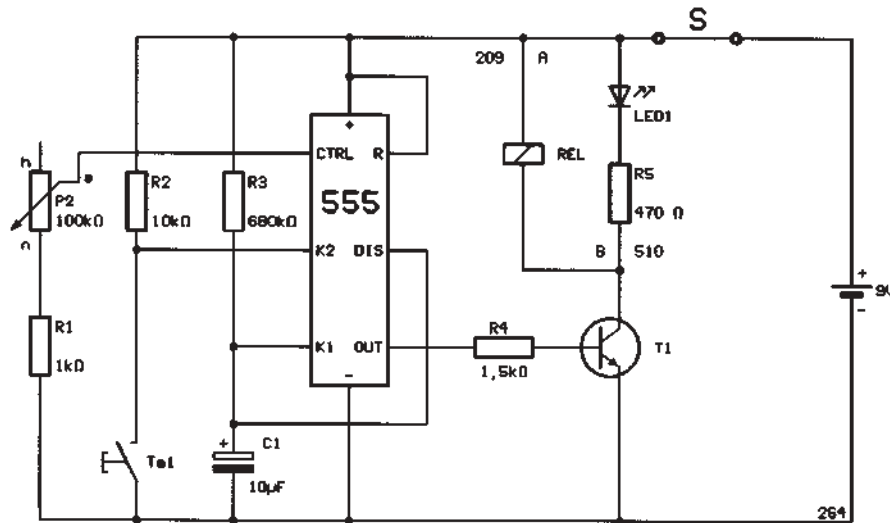 S
209 A
LED1
h
CTRL R
REL
P2
100kΩ
R2
10kΩ
R3
680kΩ
555
R5
470 Ω
n
K2 DIS
B 510
+
9V
-
R1
1kΩ
K1 OUT
R4
1,5kΩ
T1
-
Ta1
+ C1
10µF
264